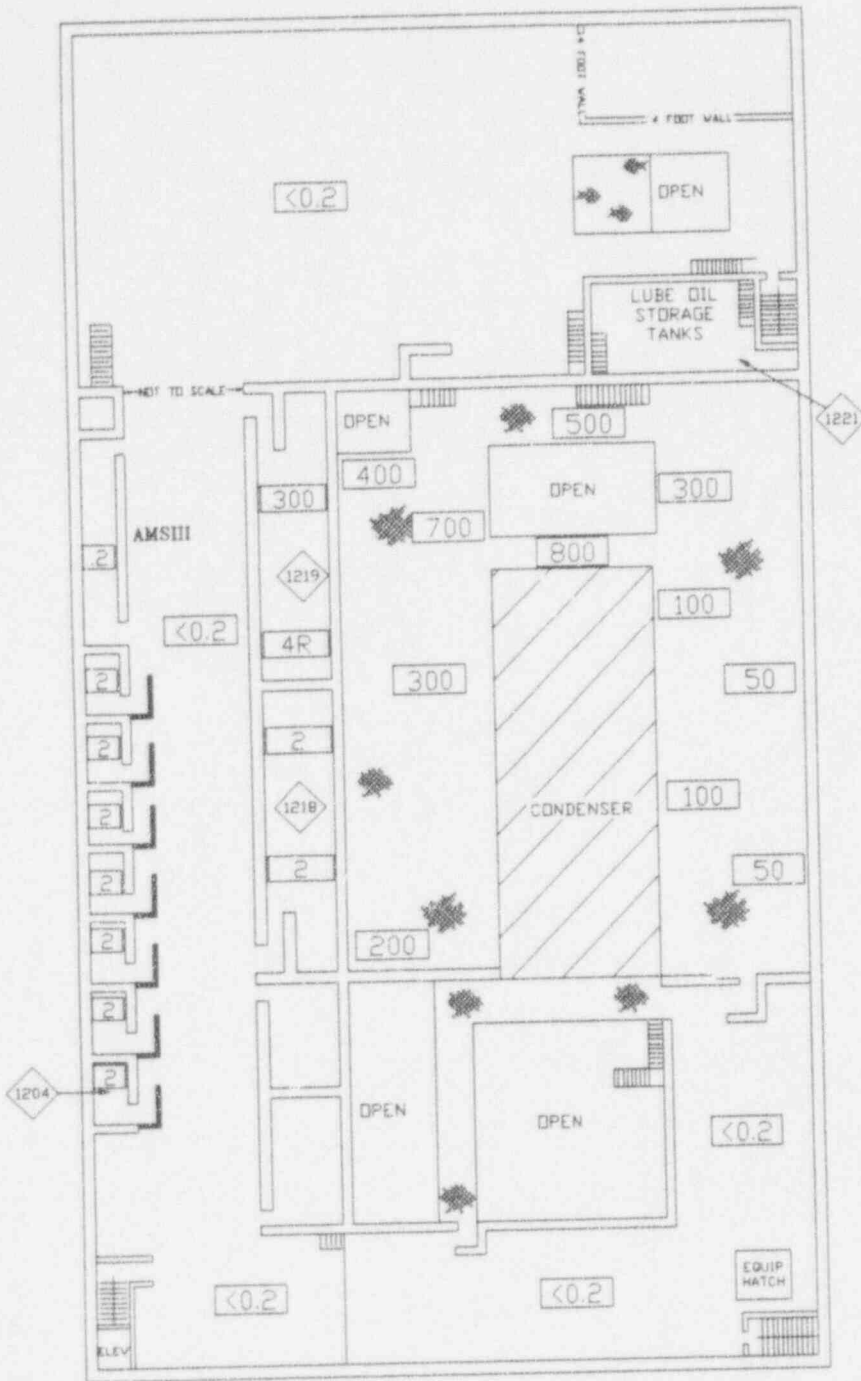 4 FOOT WALL
4 FOOT WALL
<0.2
OPEN
LUBE OIL
STORAGE
TANKS
NOT TO SCALE
1221
OPEN
500
400
300
OPEN
300
700
AMSIII
.2
800
1219
100
<0.2
4R
2
300
50
2
2
2
1218
100
CONDENSER
2
2
2
50
2
200
2
2
1204
OPEN
OPEN
<0.2
EQUIP
HATCH
<0.2
<0.2
ELEV